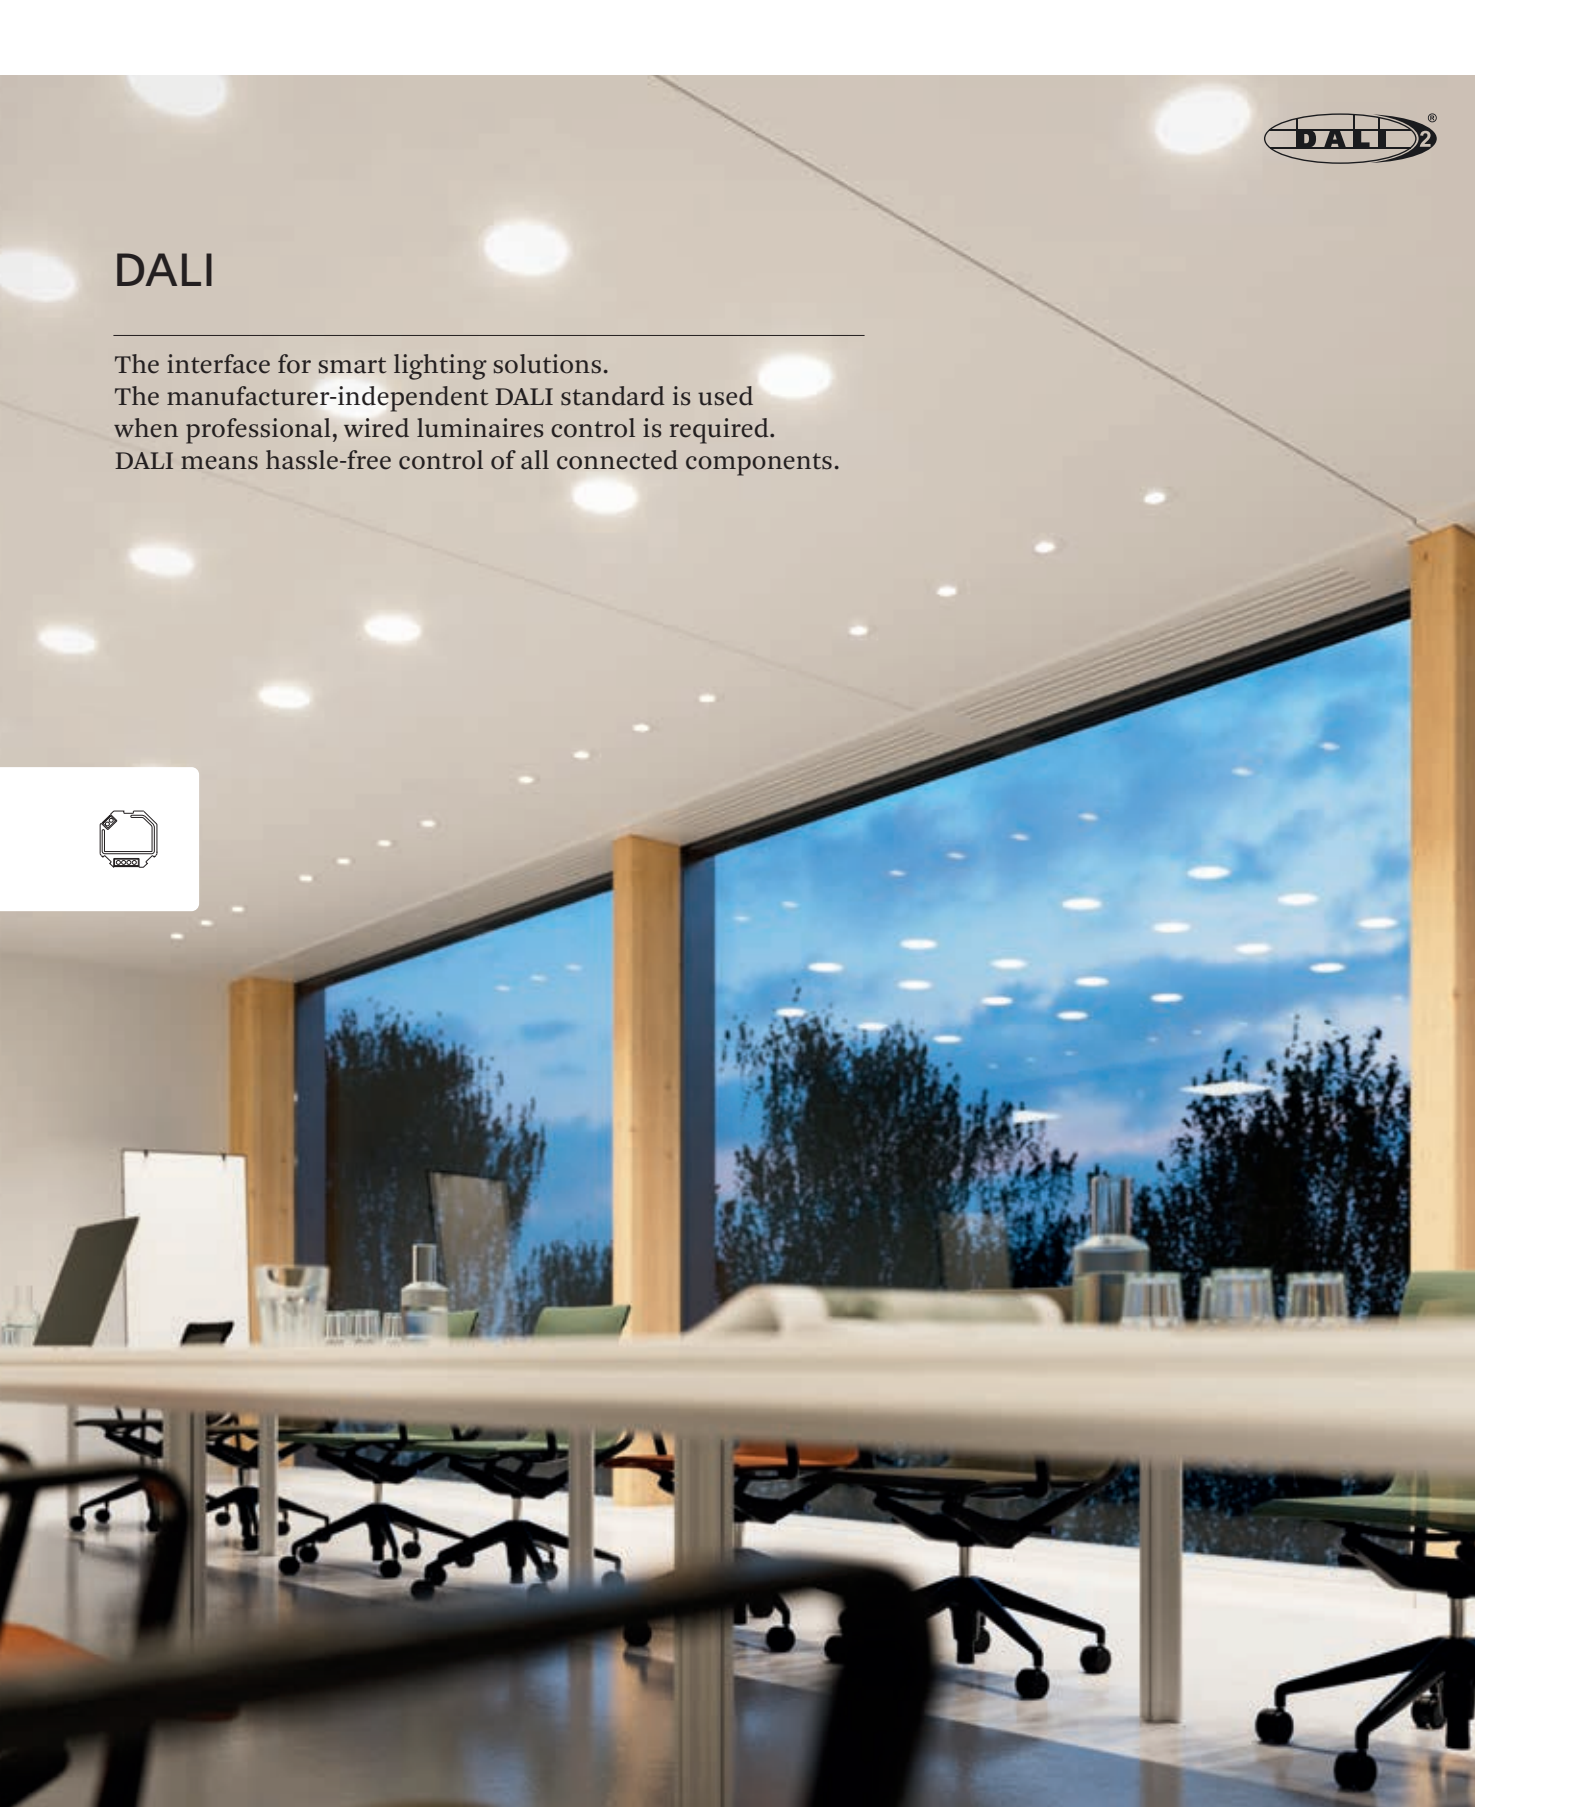 DALI 2®
DALI
The interface for smart lighting solutions.
The manufacturer-independent DALI standard is used
when professional, wired luminaires control is required.
DALI means hassle-free control of all connected components.